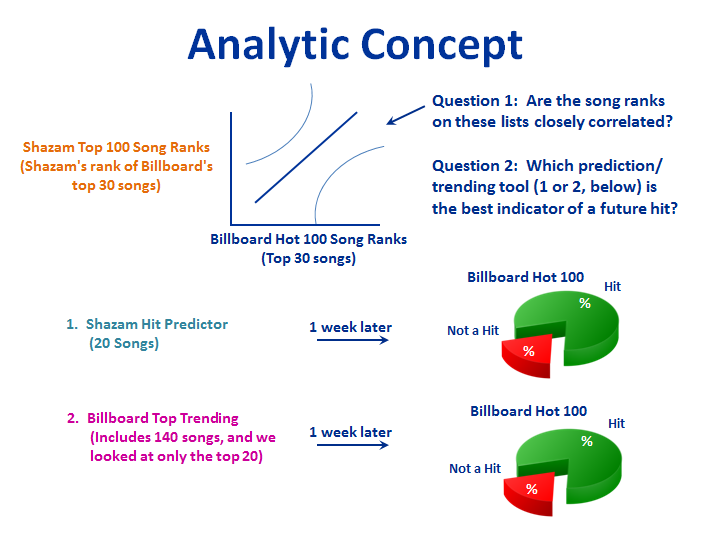 Analytic Concept
Question 1:  Are the song ranks
on these lists closely correlated?
Shazam Top 100 Song Ranks
(Shazam's rank of Billboard's
top 30 songs)
Question 2:  Which prediction/
trending tool (1 or 2, below) is
the best indicator of a future hit?
Billboard Hot 100 Song Ranks
(Top 30 songs)
Billboard Hot 100
Hit
%
1.  Shazam Hit Predictor
(20 Songs)
1 week later
Not a Hit
%
Billboard Hot 100
Hit
%
2.  Billboard Top Trending
(Includes 140 songs, and we
looked at only the top 20)
1 week later
Not a Hit
%